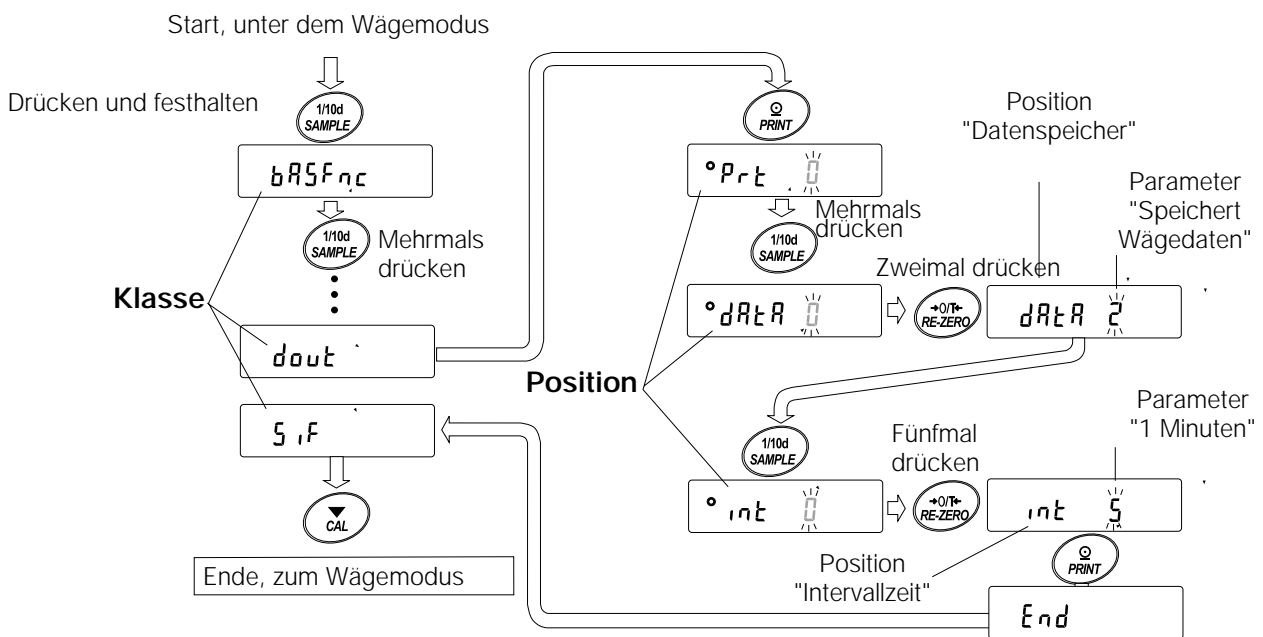 Start, unter dem Wägemodus
Drücken und festhalten
1/10d
SAMPLE
bASFnc
1/10d
SAMPLE
Mehrmals
drücken
Klasse
dout
SiF
CAL
Ende, zum Wägemodus
PRINT
Prt 0
Mehrmals
drücken
1/10d
SAMPLE
Position
"Datenspeicher"
Parameter
"Speichert
Wägedaten"
Zweimal drücken
dAtA 0
→0/T←
RE-ZERO
dAtA 2
Position
1/10d
SAMPLE
Fünfmal
drücken
Parameter
"1 Minuten"
int 0
→0/T←
RE-ZERO
int 5
Position
"Intervallzeit"
PRINT
End